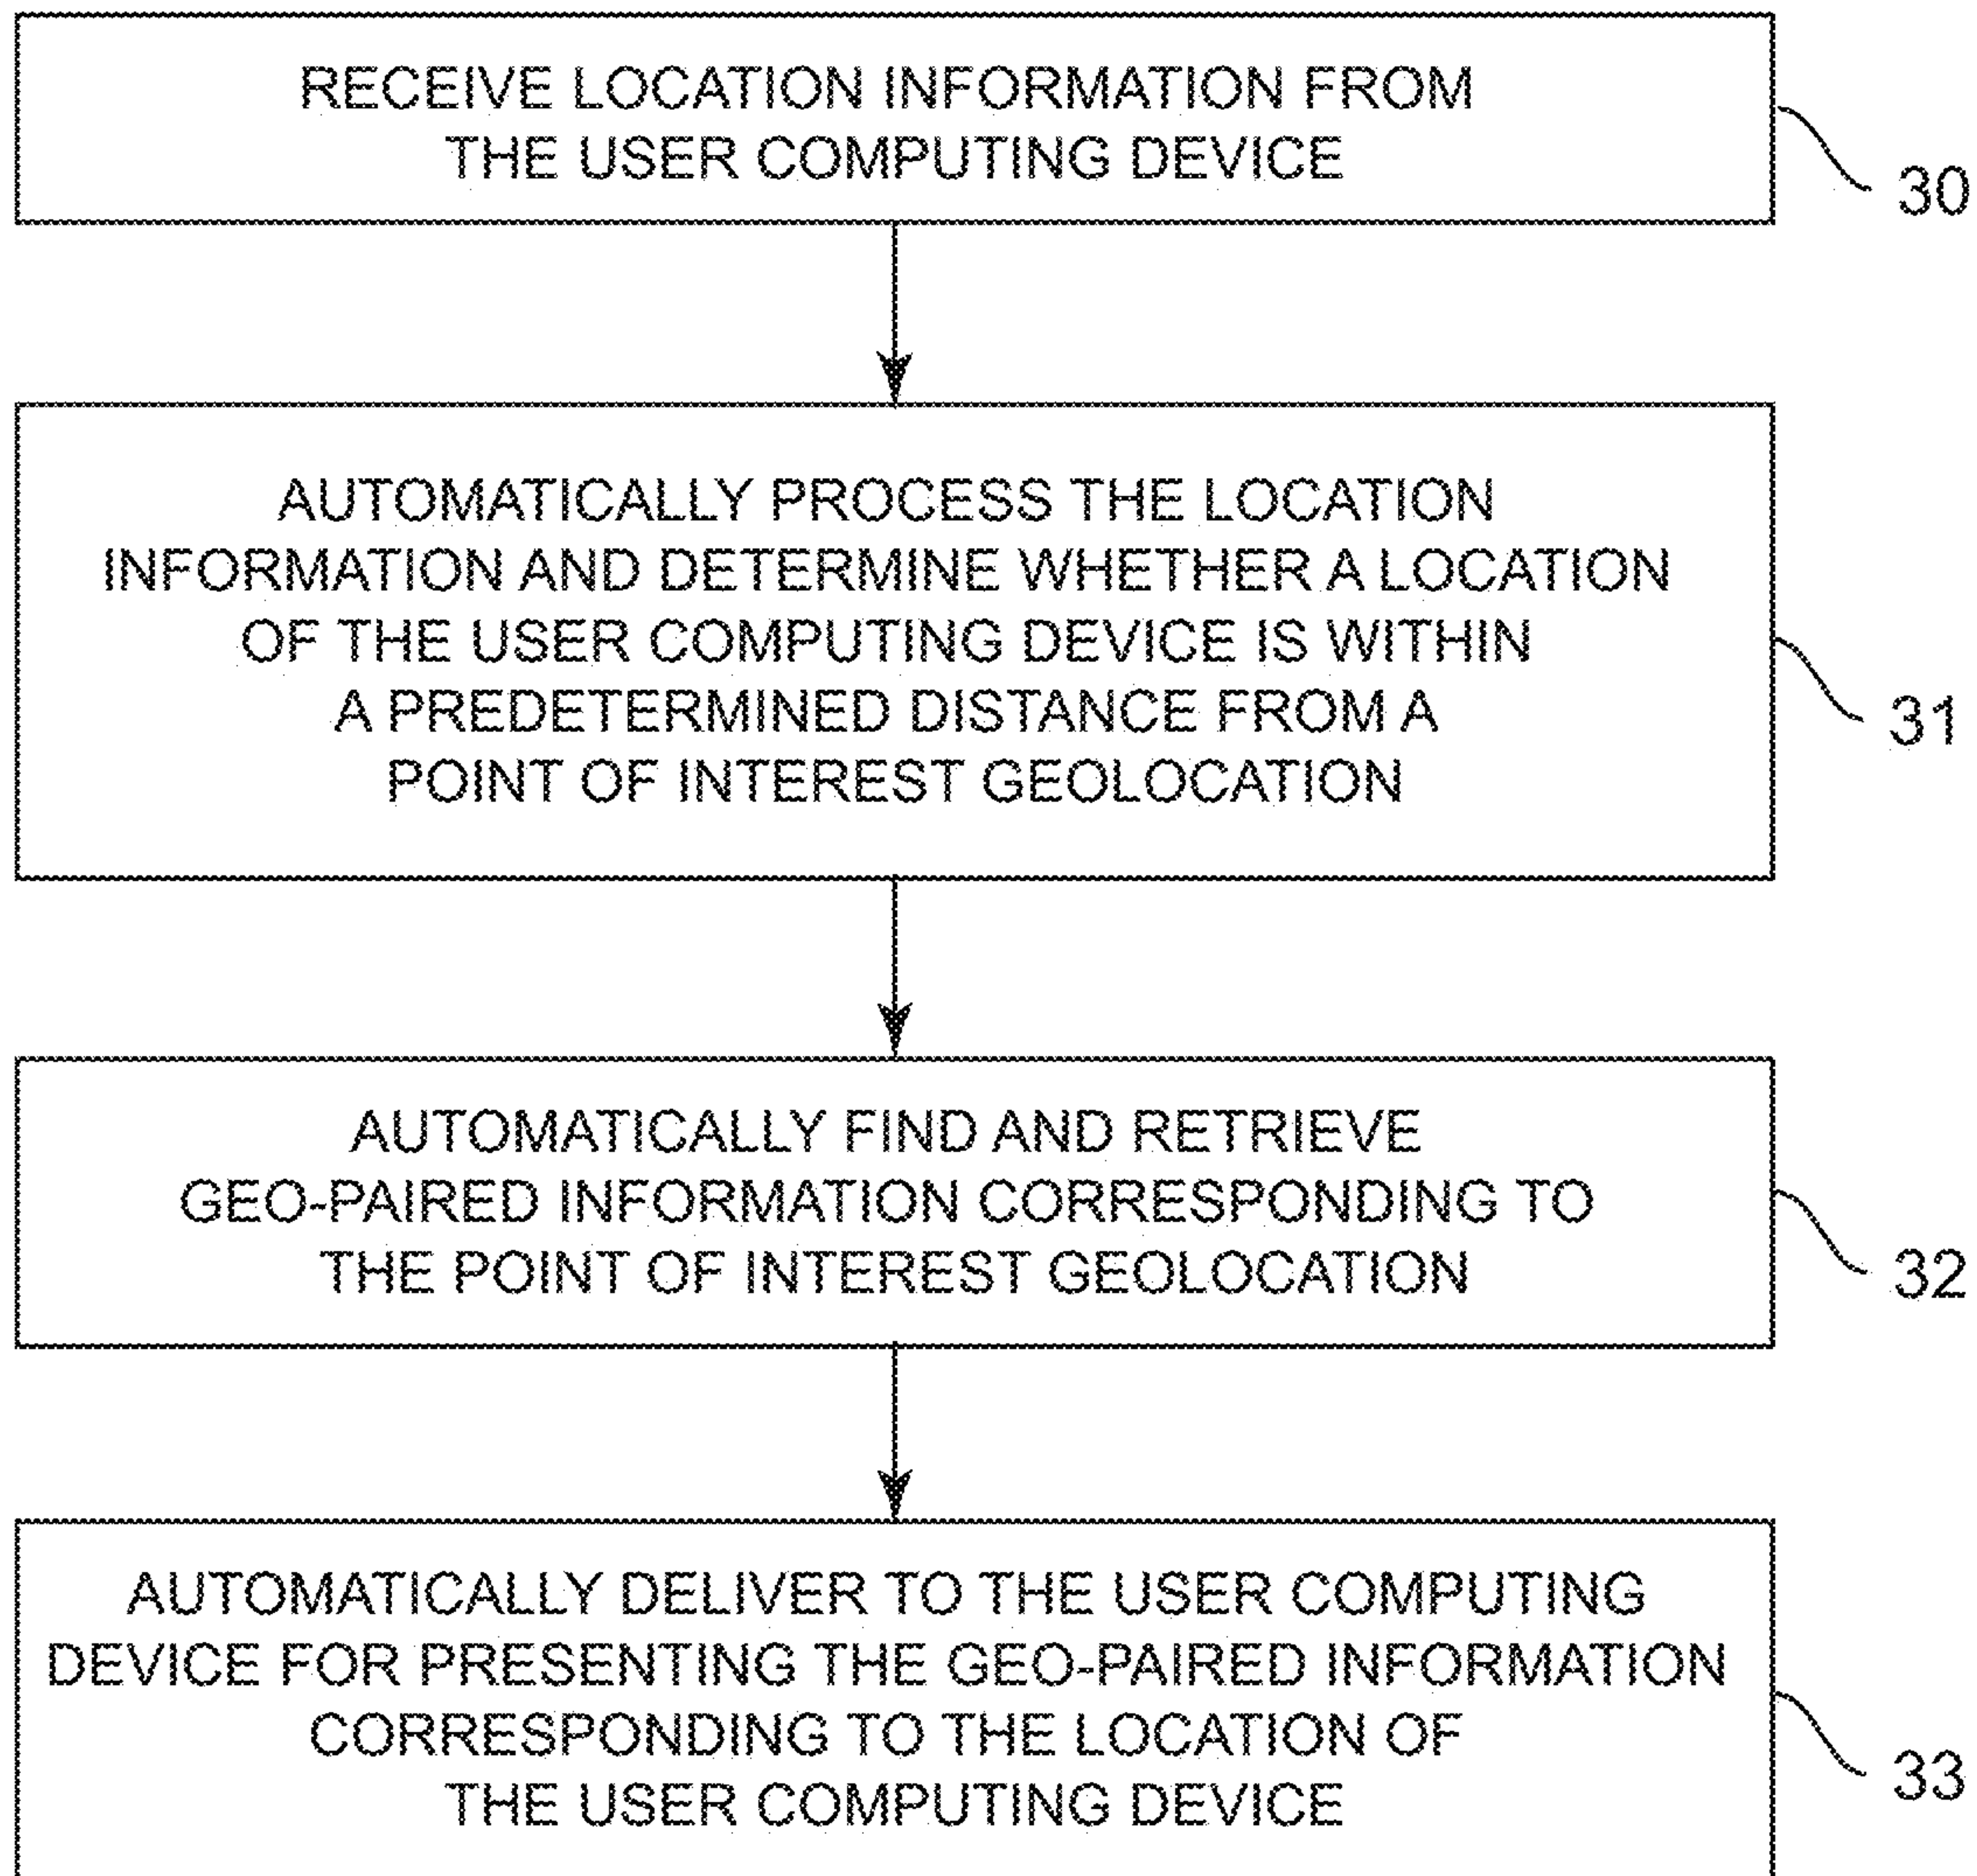 RECEIVE LOCATION INFORMATION FROM
THE USER COMPUTING DEVICE
30
AUTOMATICALLY PROCESS THE LOCATION
INFORMATION AND DETERMINE WHETHER A LOCATION
OF THE USER COMPUTING DEVICE IS WITHIN
A PREDETERMINED DISTANCE FROM A
POINT OF INTEREST GEOLOCATION
31
AUTOMATICALLY FIND AND RETRIEVE
GEO-PAIRED INFORMATION CORRESPONDING TO
THE POINT OF INTEREST GEOLOCATION
32
AUTOMATICALLY DELIVER TO THE USER COMPUTING
DEVICE FOR PRESENTING THE GEO-PAIRED INFORMATION
CORRESPONDING TO THE LOCATION OF
THE USER COMPUTING DEVICE
33